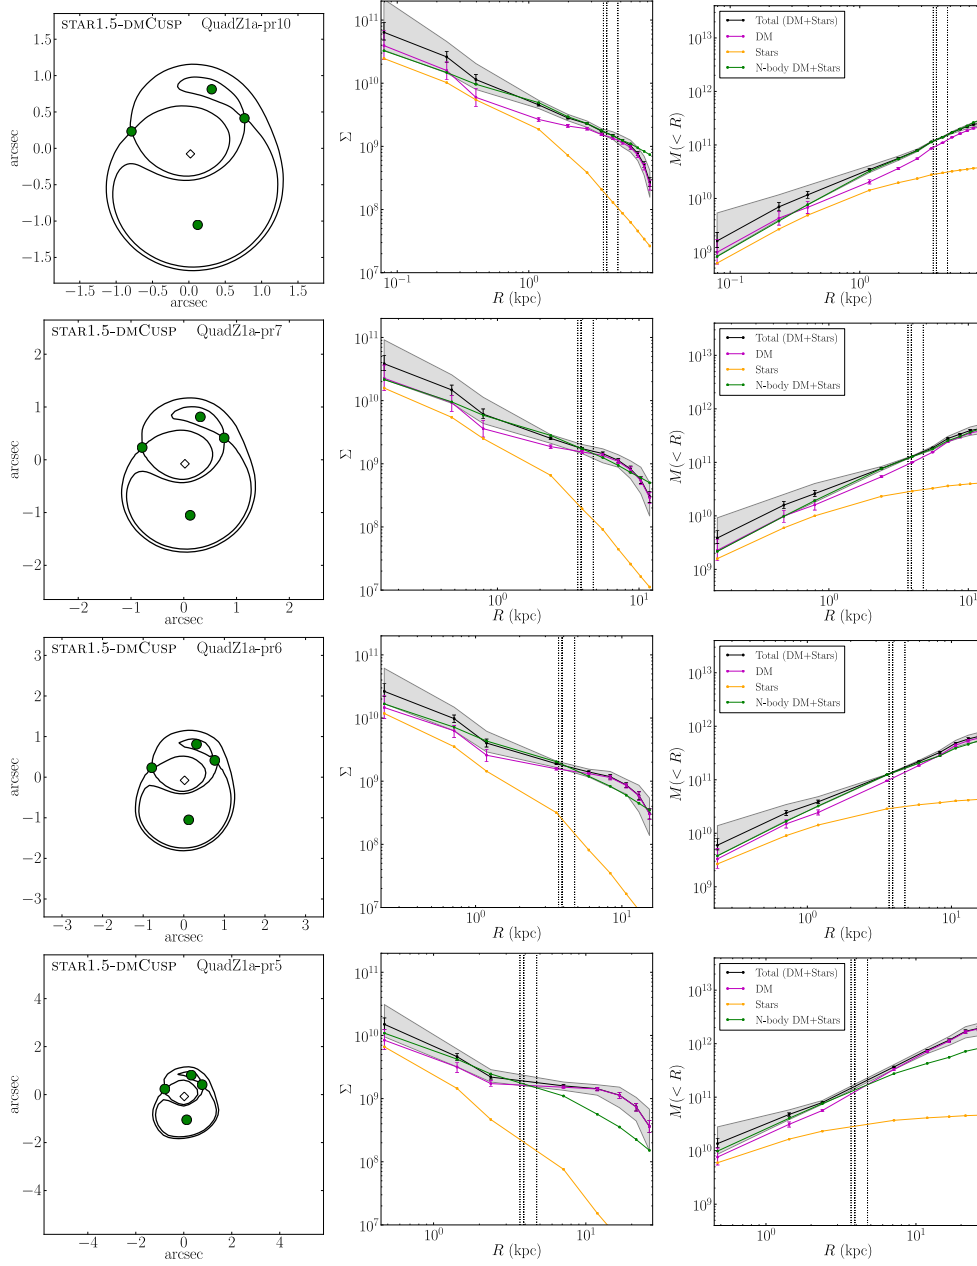 STAR1.5-DMCUSP QuadZ1a-pr10
1.5
1.0
0.5
0.0
−0.5
−1.0
−1.5
arcsec
−1.5 −1.0 −0.5 0.0 0.5 1.0 1.5
arcsec
10^11
10^10
10^9
10^8
10^7
Σ
10^−1 10^0
R (kpc)
Total (DM+Stars)
DM
Stars
N-body DM+Stars
10^13
10^12
10^11
10^10
10^9
M(< R)
10^−1 10^0
R (kpc)
STAR1.5-DMCUSP QuadZ1a-pr7
2
1
0
−1
−2
arcsec
−2 −1 0 1 2
arcsec
10^11
10^10
10^9
10^8
10^7
Σ
10^0 10^1
R (kpc)
Total (DM+Stars)
DM
Stars
N-body DM+Stars
10^13
10^12
10^11
10^10
10^9
M(< R)
10^0 10^1
R (kpc)
STAR1.5-DMCUSP QuadZ1a-pr6
3
2
1
0
−1
−2
−3
arcsec
−3 −2 −1 0 1 2 3
arcsec
10^11
10^10
10^9
10^8
10^7
Σ
10^0 10^1
R (kpc)
Total (DM+Stars)
DM
Stars
N-body DM+Stars
10^13
10^12
10^11
10^10
10^9
M(< R)
10^0 10^1
R (kpc)
STAR1.5-DMCUSP QuadZ1a-pr5
4
2
0
−2
−4
arcsec
−4 −2 0 2 4
arcsec
10^11
10^10
10^9
10^8
10^7
Σ
10^0 10^1
R (kpc)
Total (DM+Stars)
DM
Stars
N-body DM+Stars
10^13
10^12
10^11
10^10
10^9
M(< R)
10^0 10^1
R (kpc)